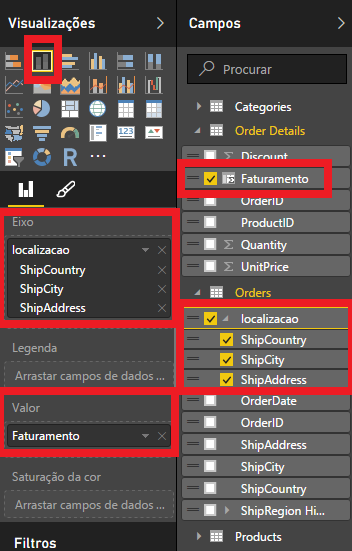 Visualizações
R
123
Eixo
localizacao
ShipCountry
ShipCity
ShipAddress
Legenda
Arrastar campos de dados ...
Valor
Faturamento
Saturação da cor
Arrastar campos de dados ...
Filtros
Campos
Procurar
Categories
Order Details
Discount
Faturamento
OrderID
ProductID
Quantity
UnitPrice
Orders
localizacao
ShipCountry
ShipCity
ShipAddress
OrderDate
OrderID
ShipAddress
ShipCity
ShipCountry
ShipRegion Hi...
Products